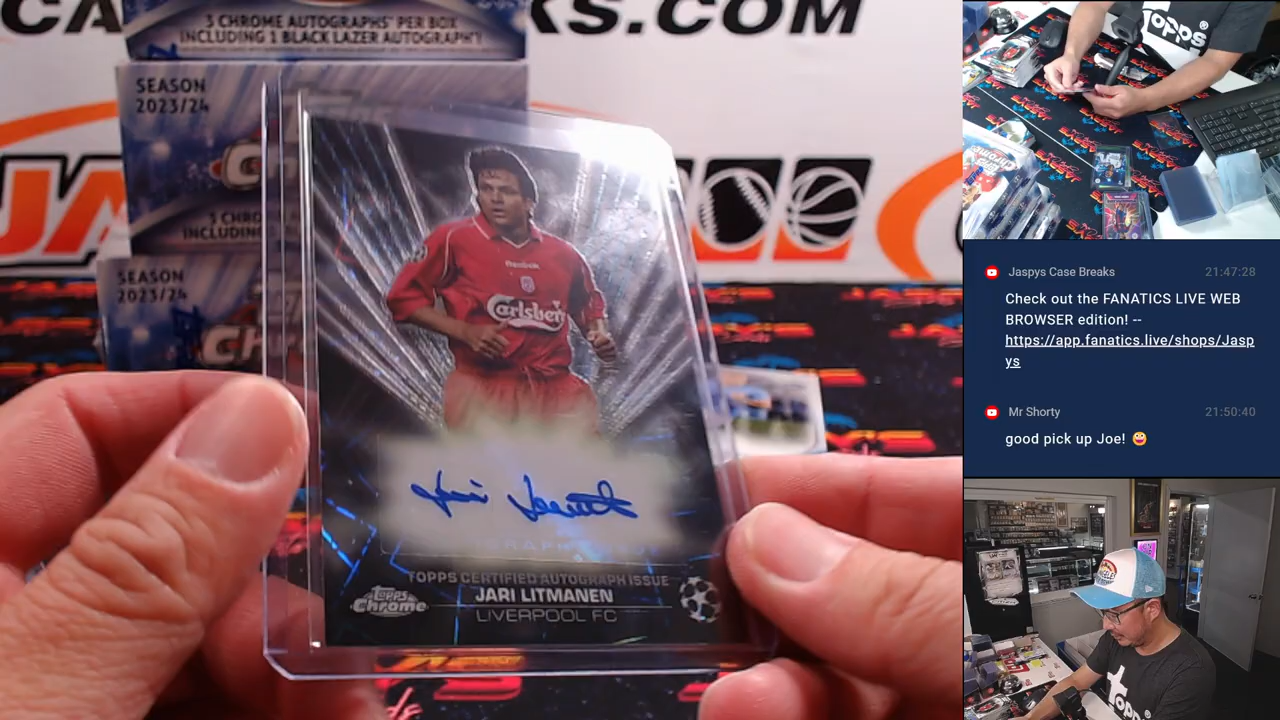 CA
KS.COM
3 CHROME AUTOGRAPHS PER BOX
INCLUDING 1 BLACK LAZER AUTOGRAPH!
SEASON
2023/24
SEASON
2023/24
JA
Reebok
Carlsberg
TOPPS CERTIFIED AUTOGRAPH ISSUE
JARI LITMANEN
LIVERPOOL FC
topps
Chrome
topps
Jaspys Case Breaks 21:47:28
Check out the FANATICS LIVE WEB
BROWSER edition! --
https://app.fanatics.live/shops/Jasp
ys
Mr Shorty 21:50:40
good pick up Joe!